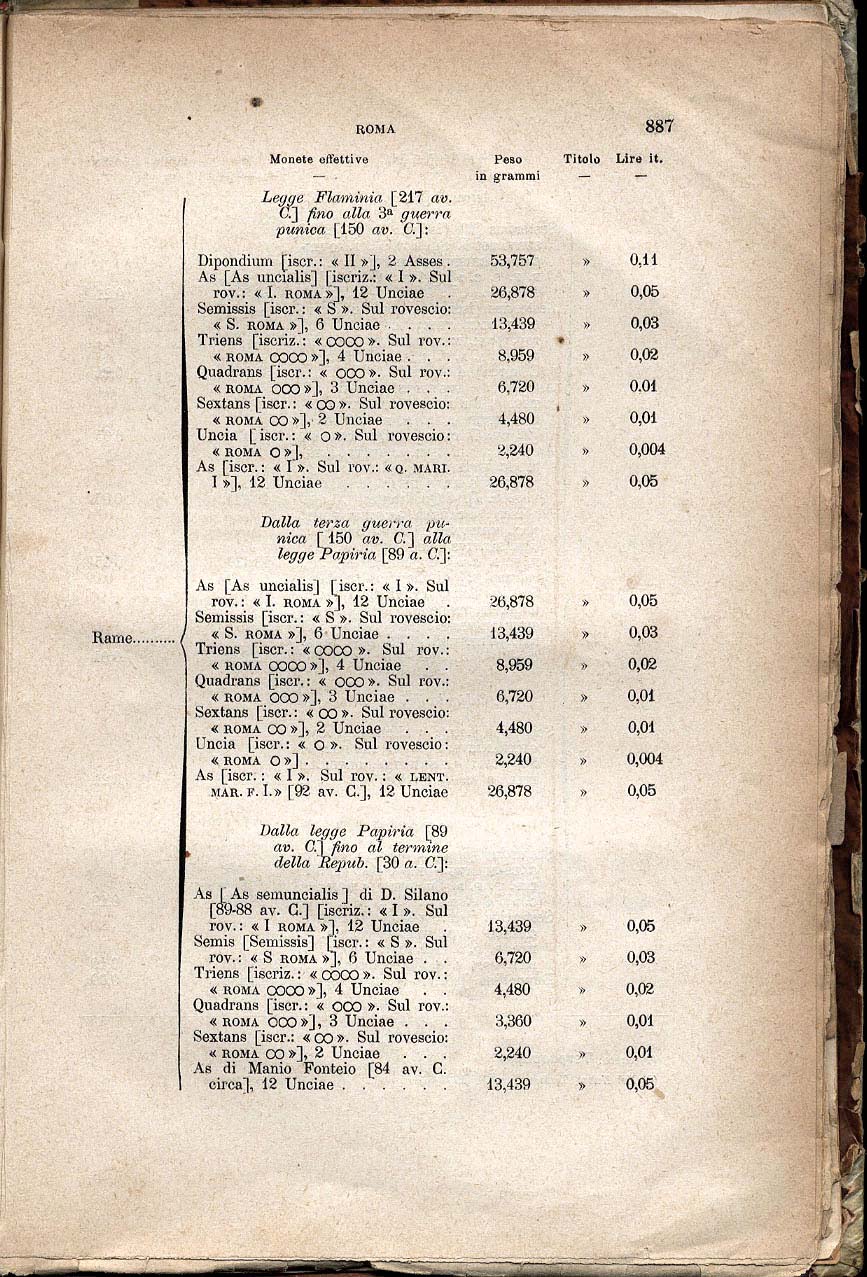 ROMA 887
Monete effettive Peso Titolo Lire it.
— in grammi — —
Legge Flaminia [217 av.
C.] fino alla 3ª guerra
punica [150 av. C.]:
Dipondium [iscr.: « II »], 2 Asses . 53,757 » 0,11
As [As uncialis] [iscriz.: « I ». Sul
rov.: « I. ROMA »], 12 Unciae . 26,878 » 0,05
Semissis [iscr.: « S ». Sul rovescio:
« S. ROMA »], 6 Unciae . . . . 13,439 » 0,03
Triens [iscriz.: « OOOO ». Sul rov.:
« ROMA OOOO »], 4 Unciae . . . 8,959 » 0,02
Quadrans [iscr.: « OOO ». Sul rov.:
« ROMA OOO »], 3 Unciae . . . 6,720 » 0.01
Sextans [iscr.: « OO ». Sul rovescio:
« ROMA OO »], 2 Unciae . . . 4,480 » 0,01
Uncia [iscr.: « O ». Sul rovescio:
« ROMA O »], . . . . . . . 2,240 » 0,004
As [iscr.: « I ». Sul rov.: « Q. MARI.
I »], 12 Unciae . . . . . . 26,878 » 0,05
Dalla terza guerra pu-
nica [150 av. C.] alla
legge Papiria [89 a. C.]:
As [As uncialis] [iscr.: « I ». Sul
rov.: « I. ROMA »], 12 Unciae . 26,878 » 0,05
Semissis [iscr.: « S ». Sul rovescio:
Rame.......... « S. ROMA »], 6 Unciae . . . . 13,439 » 0,03
Triens [iscr.: « OOOO ». Sul rov.:
« ROMA OOOO »], 4 Unciae . . 8,959 » 0,02
Quadrans [iscr.: « OOO ». Sul rov.:
« ROMA OOO »], 3 Unciae . . . 6,720 » 0,01
Sextans [iscr.: « OO ». Sul rovescio:
« ROMA OO »], 2 Unciae . . . 4,480 » 0,01
Uncia [iscr.: « O ». Sul rovescio:
« ROMA O »] . . . . . . . . 2,240 » 0,004
As [iscr.: « I ». Sul rov.: « LENT.
MAR. F. I.» [92 av. C.], 12 Unciae 26,878 » 0,05
Dalla legge Papiria [89
av. C.] fino al termine
della Repub. [30 a. C.]:
As [As semuncialis] di D. Silano
[89-88 av. C.] [iscriz.: « I ». Sul
rov.: « I ROMA »], 12 Unciae . 13,439 » 0,05
Semis [Semissis] [iscr.: « S ». Sul
rov.: « S ROMA »], 6 Unciae . . 6,720 » 0,03
Triens [iscriz.: « OOOO ». Sul rov.:
« ROMA OOOO »], 4 Unciae . . 4,480 » 0,02
Quadrans [iscr.: « OOO ». Sul rov.:
« ROMA OOO »], 3 Unciae . . . 3,360 » 0,01
Sextans [iscr.: « OO ». Sul rovescio:
« ROMA OO »], 2 Unciae . . . 2,240 » 0,01
As di Manio Fonteio [84 av. C.
circa], 12 Unciae . . . . . . 13,439 » 0,05